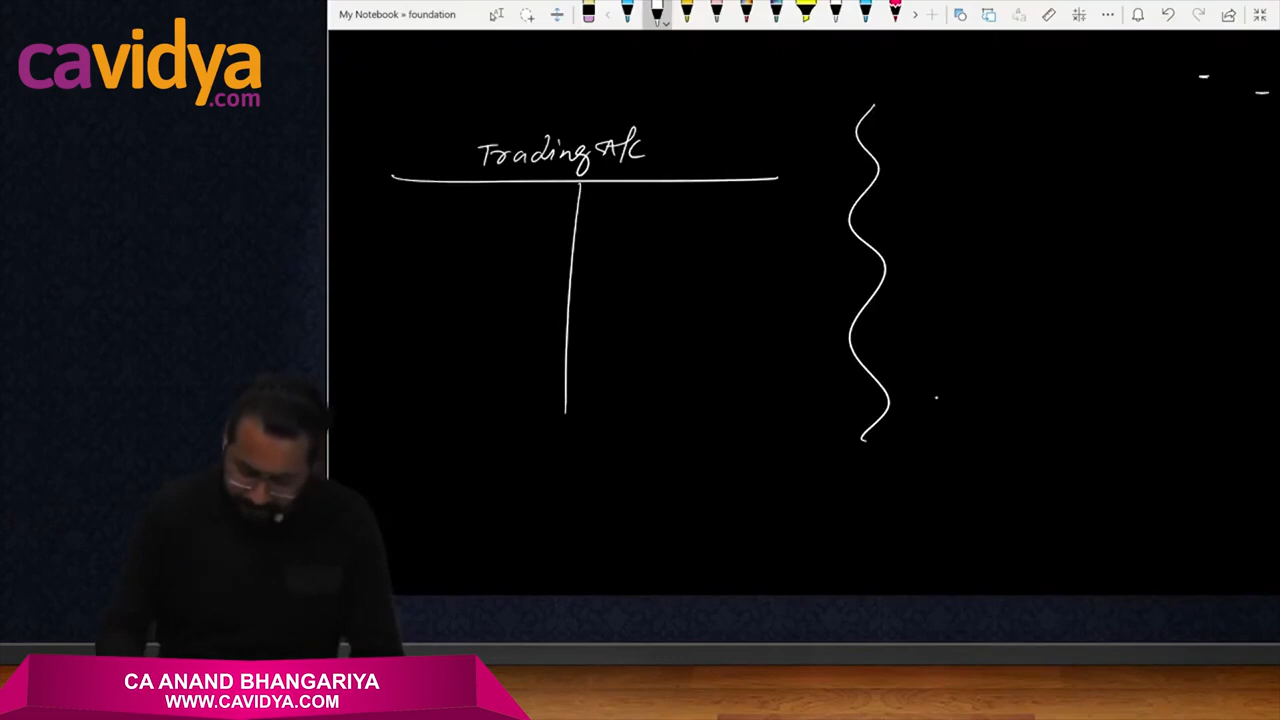 cavidya
.com
My Notebook » foundation
Trading A/C
CA ANAND BHANGARIYA
WWW.CAVIDYA.COM